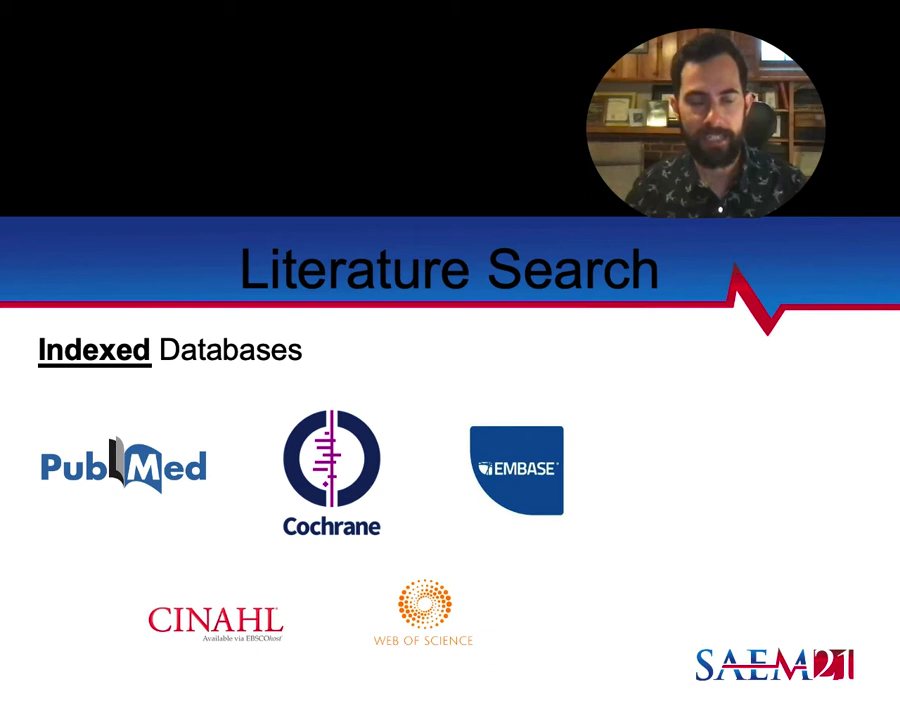 Literature Search
Indexed Databases
PubMed
Cochrane
EMBASE
CINAHL
Available via EBSCOhost
WEB OF SCIENCE
SAEM21